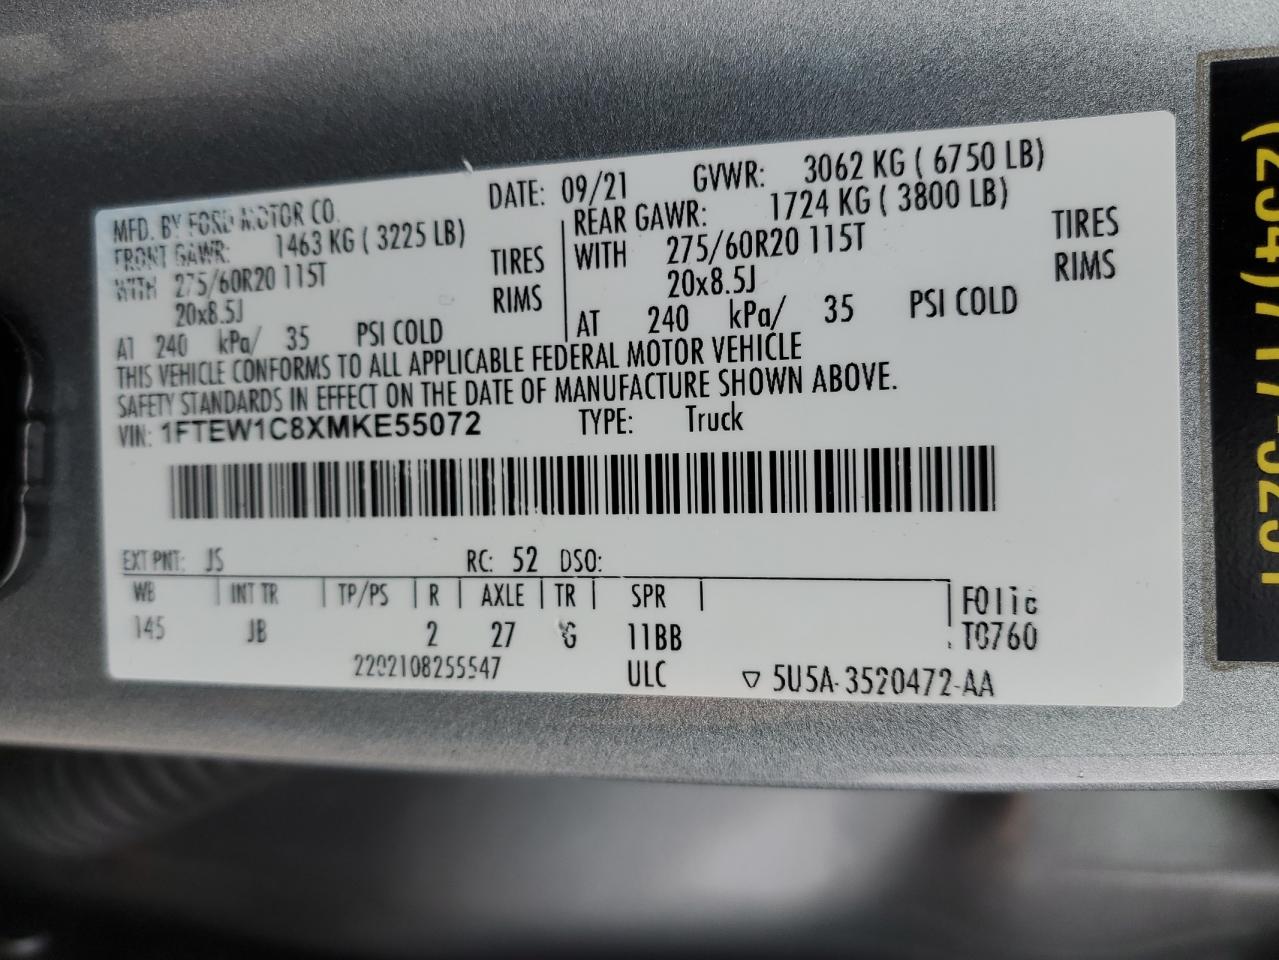 MFD. BY FORD MOTOR CO. DATE: 09/21 GVWR: 3062 KG ( 6750 LB)
FRONT GAWR: 1463 KG ( 3225 LB) REAR GAWR: 1724 KG ( 3800 LB)
WITH 275/60R20 115T TIRES WITH 275/60R20 115T TIRES
20x8.5J RIMS 20x8.5J RIMS
AT 240 kPa/ 35 PSI COLD AT 240 kPa/ 35 PSI COLD
THIS VEHICLE CONFORMS TO ALL APPLICABLE FEDERAL MOTOR VEHICLE
SAFETY STANDARDS IN EFFECT ON THE DATE OF MANUFACTURE SHOWN ABOVE.
VIN: 1FTEW1C8XMKE55072 TYPE: Truck
EXT PNT: JS RC: 52 DSO:
WB INT TR TP/PS R AXLE TR SPR F0110
145 JB 2 27 G 11BB T0760
2202108255547 ULC ▽ 5U5A-3520472-AA